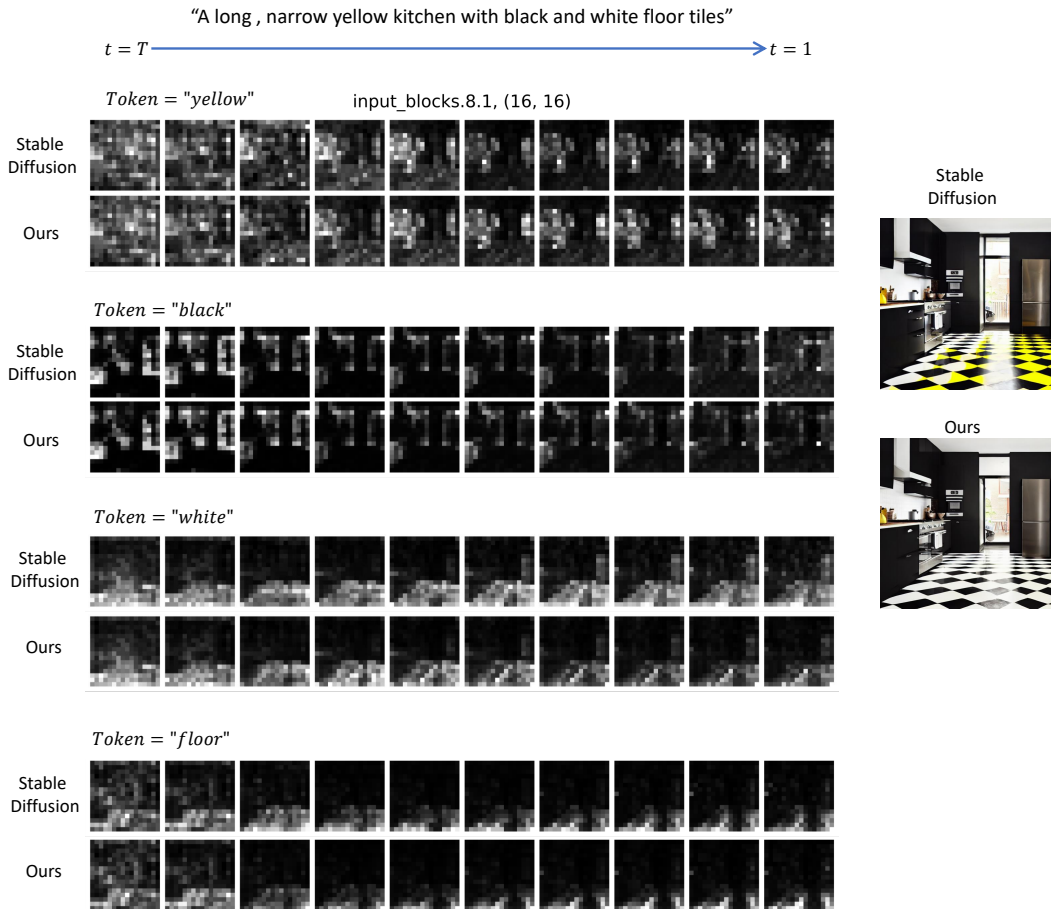 “A long , narrow yellow kitchen with black and white floor tiles”
t = T
t = 1
Token = "yellow"
input_blocks.8.1, (16, 16)
Stable
Diffusion
Ours
Token = "black"
Stable
Diffusion
Ours
Token = "white"
Stable
Diffusion
Ours
Token = "floor"
Stable
Diffusion
Ours
Stable
Diffusion
Ours